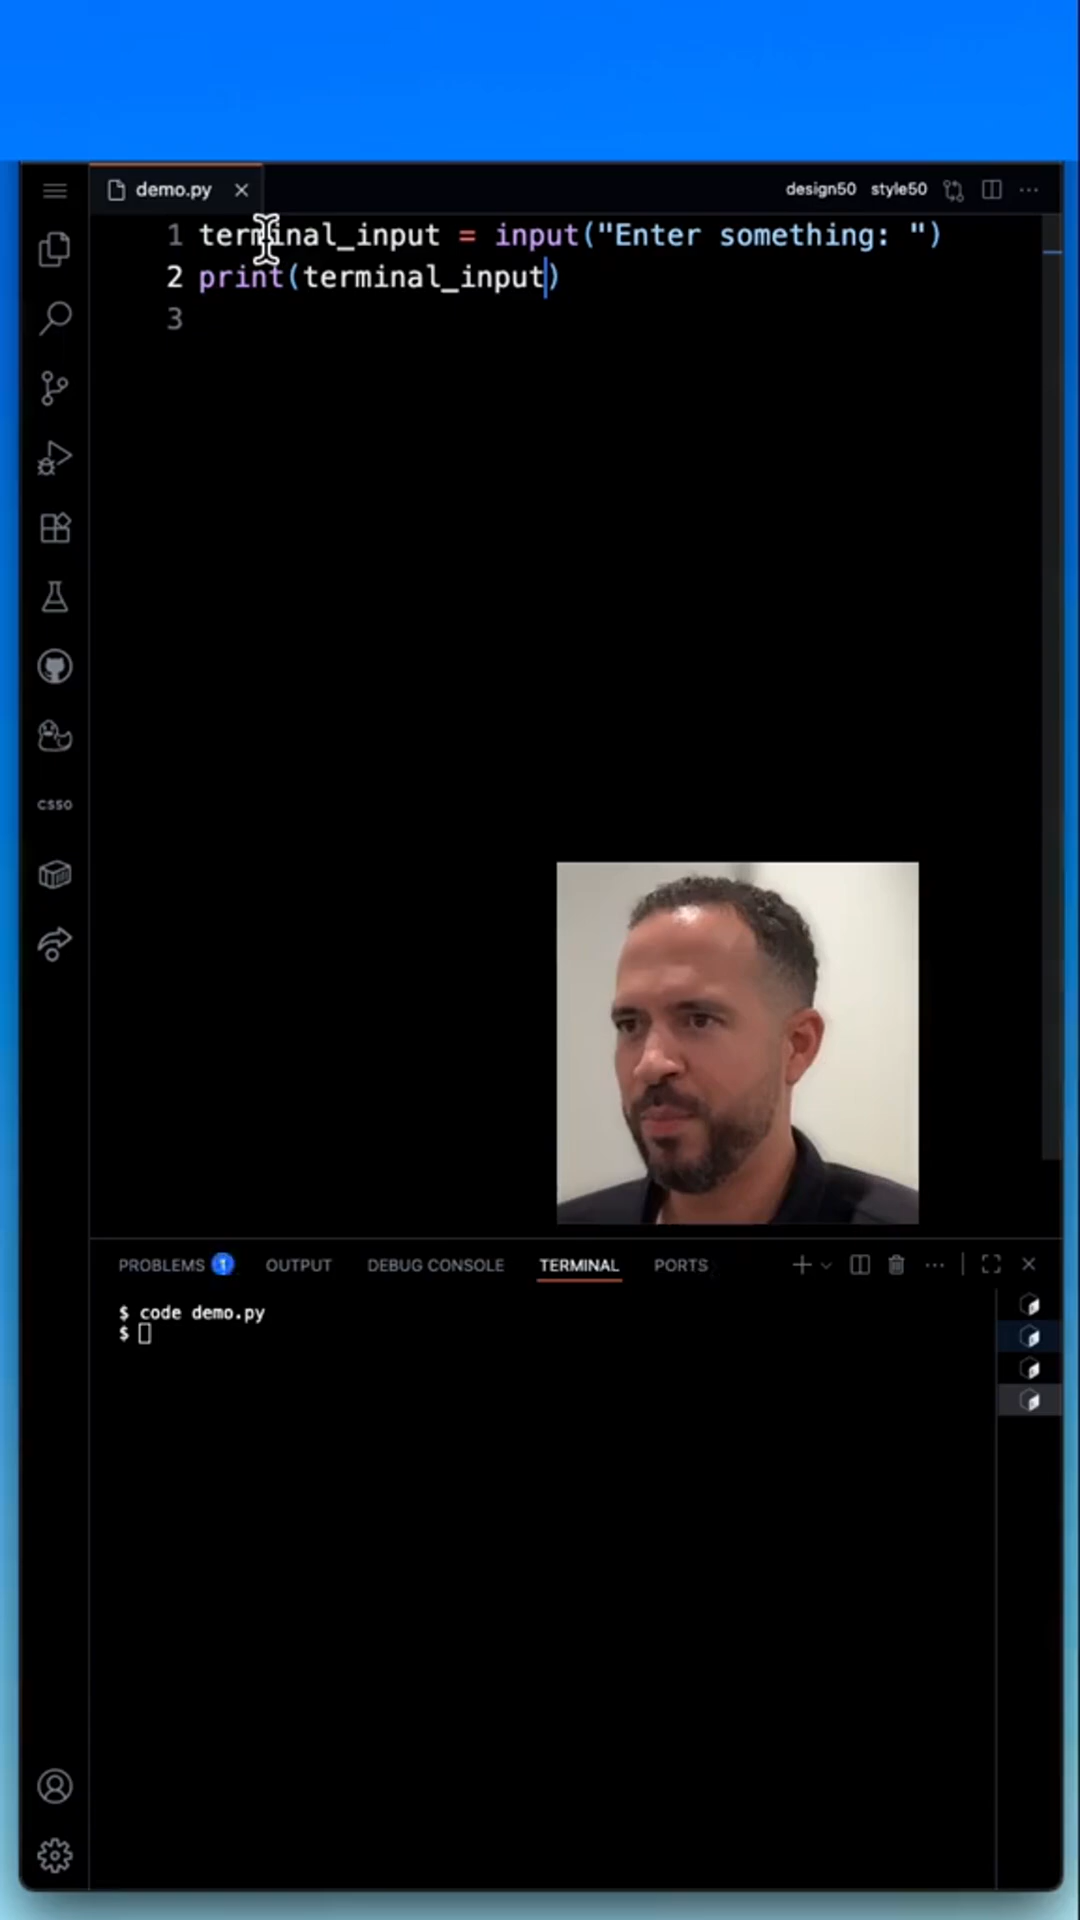 demo.py
design50 style50
1 terminal_input = input("Enter something: ")
2 print(terminal_input)
3
CS50
PROBLEMS 1 OUTPUT DEBUG CONSOLE TERMINAL PORTS
$ code demo.py
$